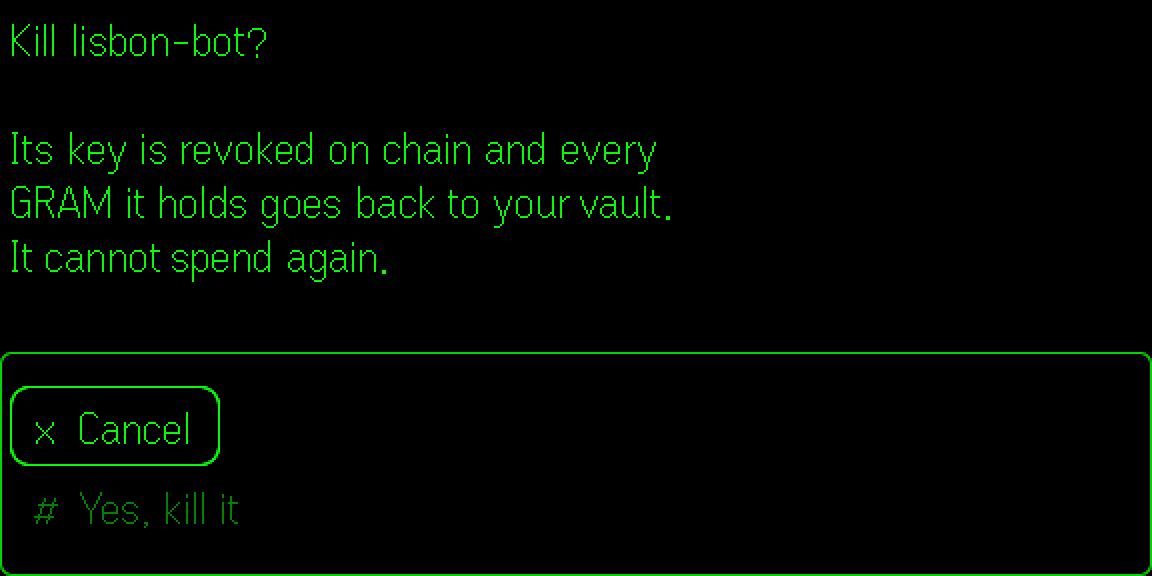 Kill lisbon-bot?
Its key is revoked on chain and every
GRAM it holds goes back to your vault.
It cannot spend again.
x Cancel
# Yes, kill it